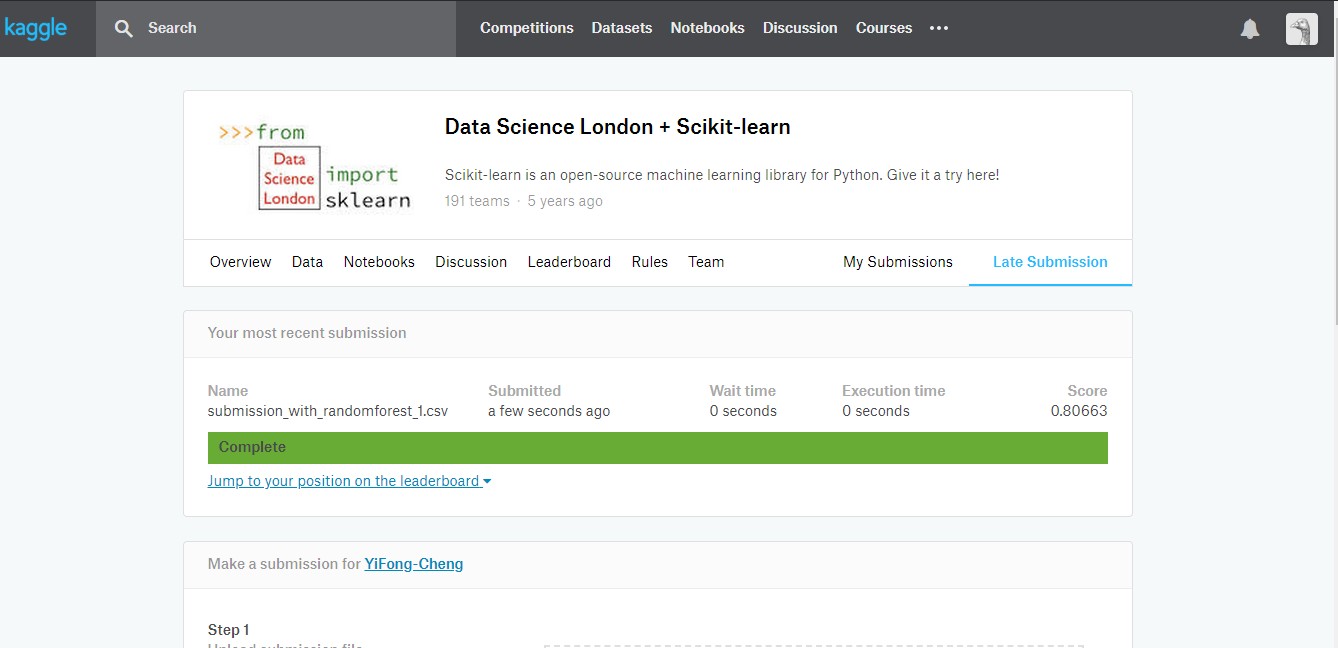 kaggle
Search
Competitions Datasets Notebooks Discussion Courses •••
>>>from
Data
Science
London
import
sklearn
Data Science London + Scikit-learn
Scikit-learn is an open-source machine learning library for Python. Give it a try here!
191 teams · 5 years ago
Overview Data Notebooks Discussion Leaderboard Rules Team My Submissions Late Submission
Your most recent submission
Name Submitted Wait time Execution time Score
submission_with_randomforest_1.csv a few seconds ago 0 seconds 0 seconds 0.80663
Complete
Jump to your position on the leaderboard
Make a submission for YiFong-Cheng
Step 1
Upload submission file